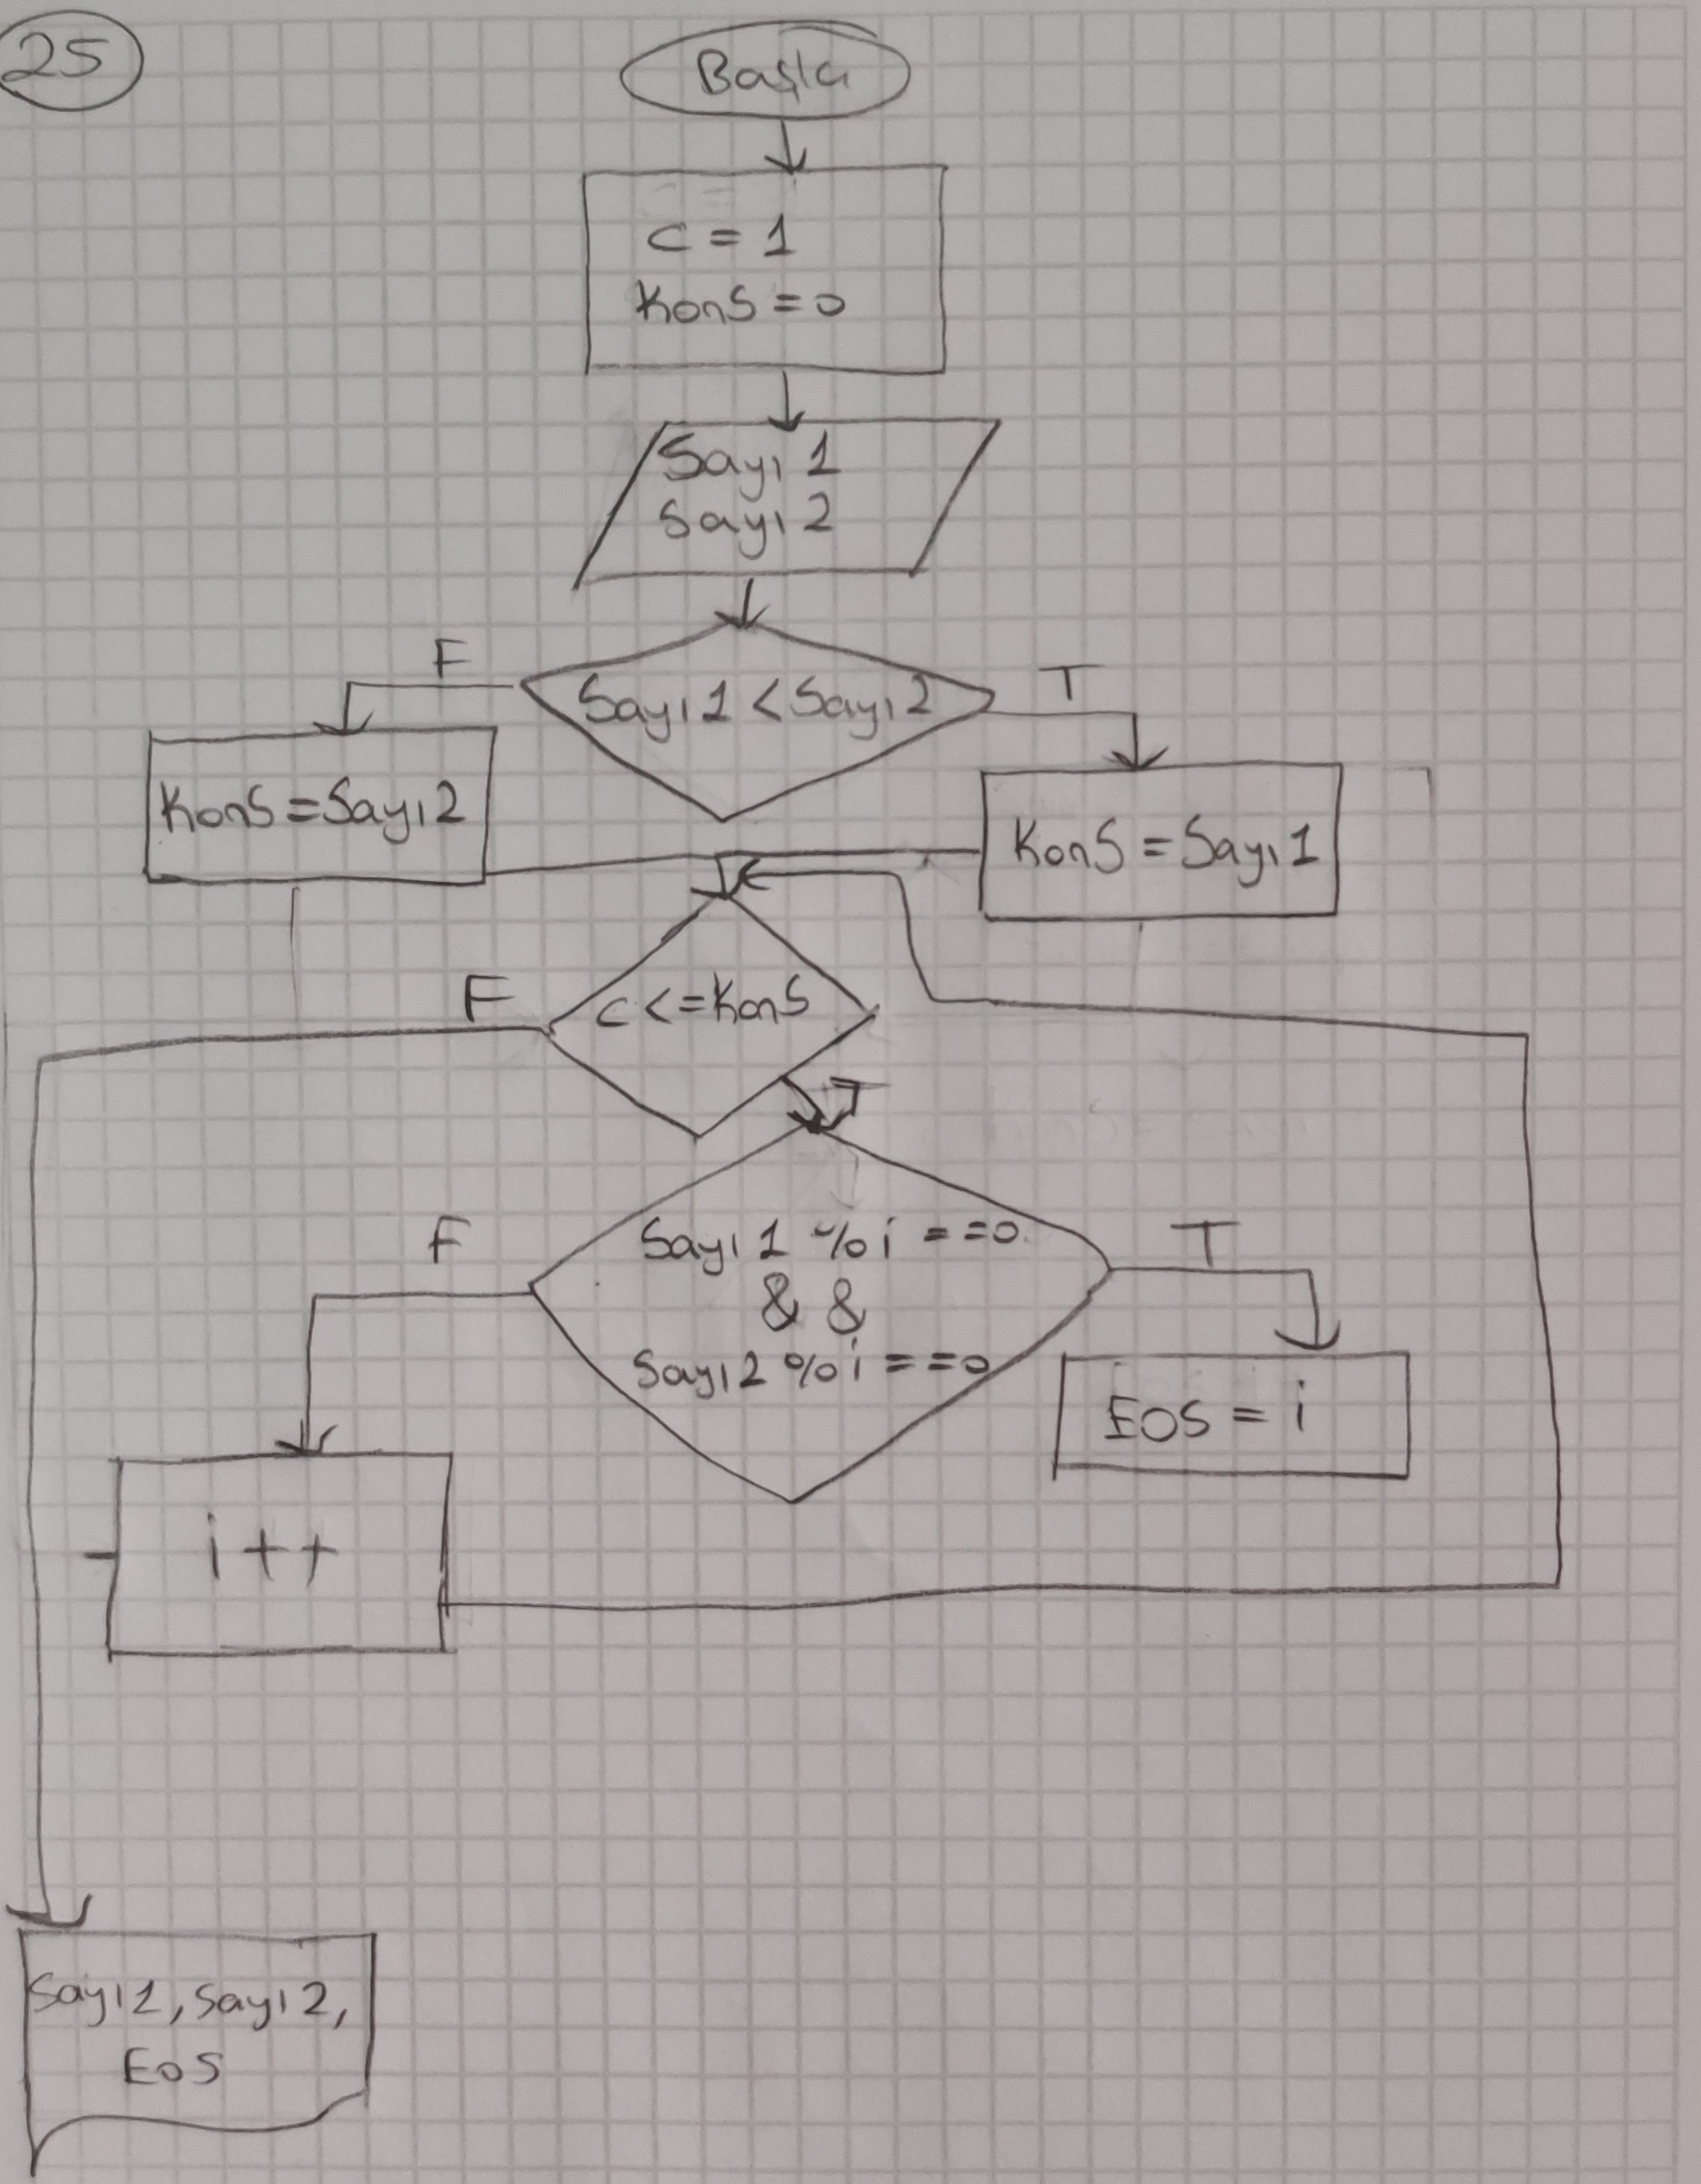 25
Başla
c = 1
KonS = 0
Sayı 1
Sayı 2
F
Sayı 1 < Sayı 2
T
KonS = Sayı 2
KonS = Sayı 1
F
c <= KonS
T
F
Sayı 1 % i == 0
T
& &
Sayı 2 % i == 0
EOS = i
i ++
Sayı 1, Sayı 2,
EOS